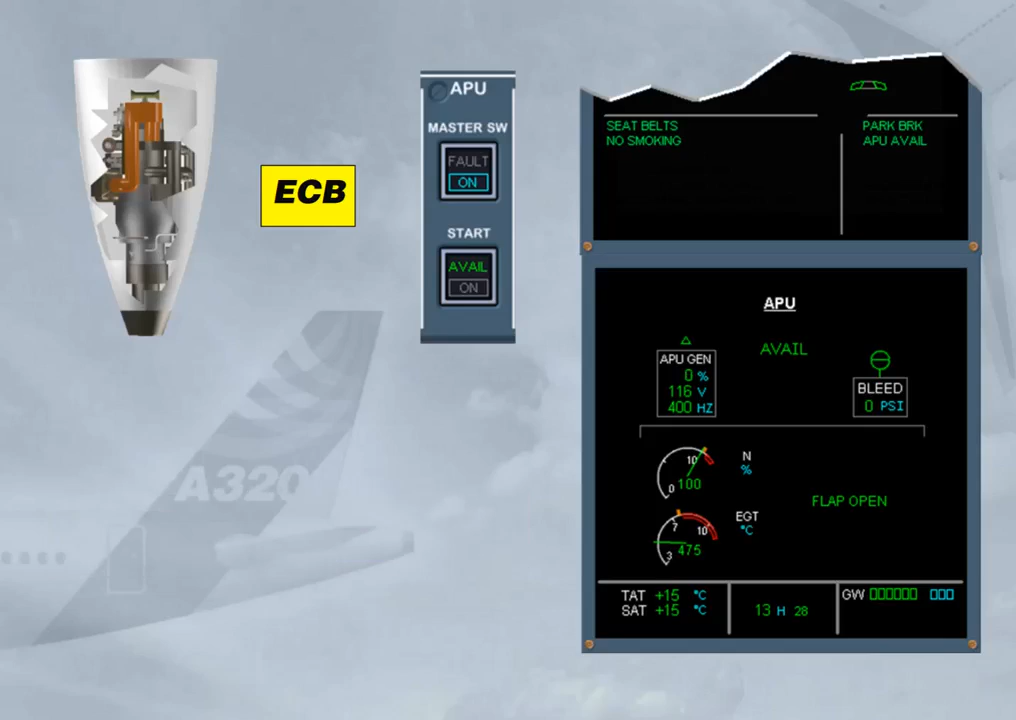 APU
MASTER SW
FAULT
ON
START
AVAIL
ON
ECB
SEAT BELTS
NO SMOKING
PARK BRK
APU AVAIL
APU
AVAIL
APU GEN
0 %
116 V
400 HZ
BLEED
0 PSI
10
0
100
N
%
FLAP OPEN
7
10
3
475
EGT
°C
TAT +15 °C
SAT +15 °C
13 H 28
GW
A320